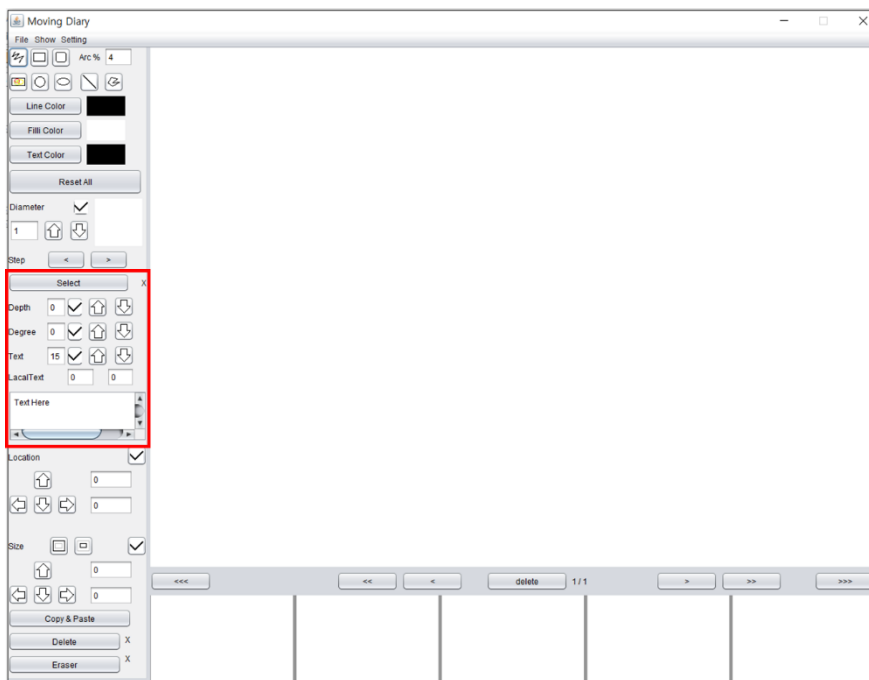 Moving Diary
File Show Setting
Arc % 4
Line Color
Filli Color
Text Color
Reset All
Diameter
1
Step < >
Select X
Depth 0
Degree 0
Text 15
LacalText 0 0
Text Here
Location
0
0
Size
0
0
<<< << < delete 1 / 1 > >> >>>
Copy & Paste
Delete X
Eraser X